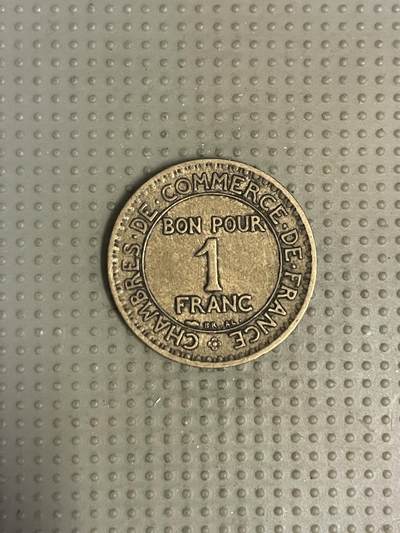 CHAMBRES·DE·COMMERCE·DE·FRANCE
BON POUR
1
FRANC